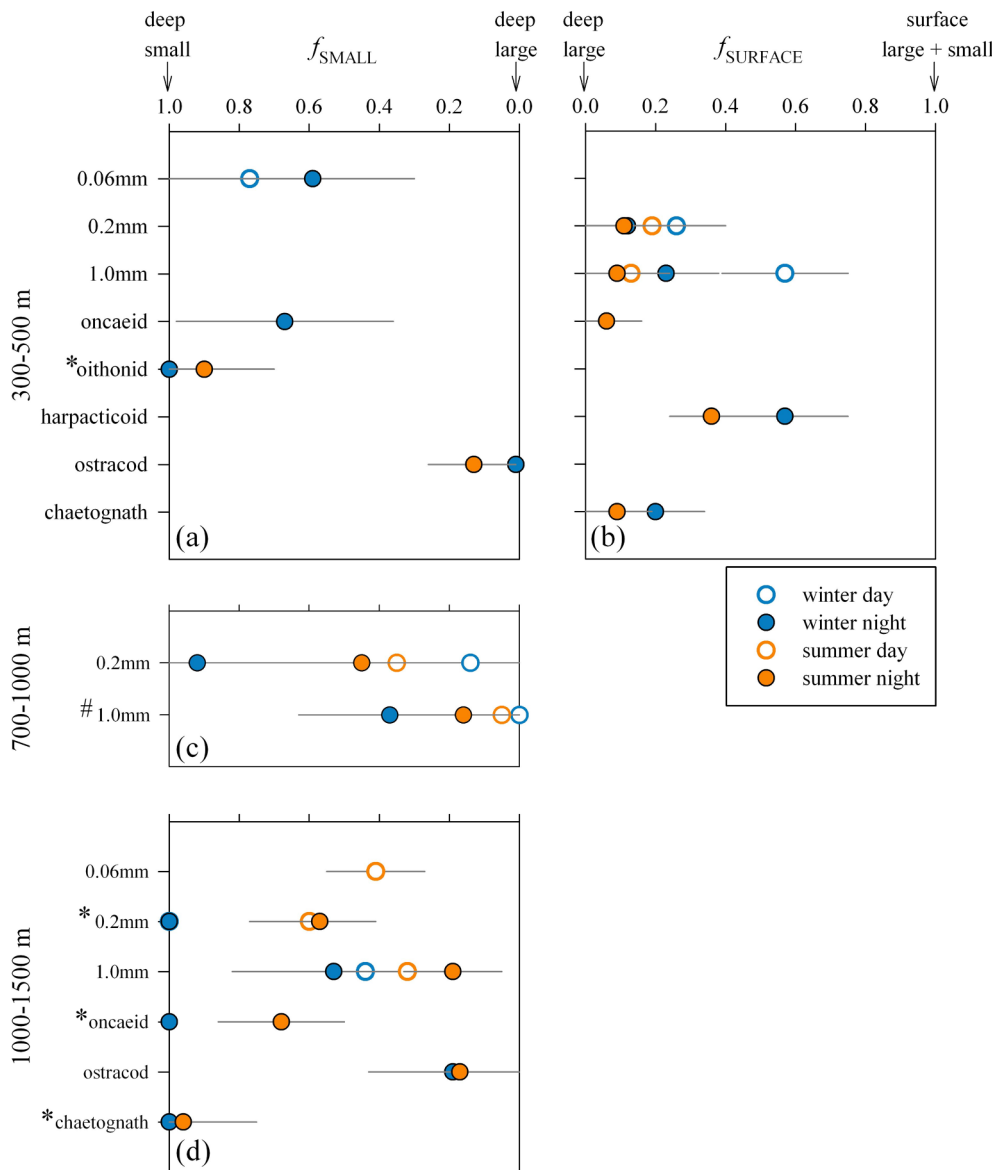 deep deep deep surface
small fSMALL large large fSURFACE large + small
1.0 0.8 0.6 0.4 0.2 0.0 0.0 0.2 0.4 0.6 0.8 1.0
300-500 m
0.06mm
0.2mm
1.0mm
oncaeid
*oithonid
harpacticoid
ostracod
chaetognath
(a) (b)
winter day
winter night
summer day
summer night
700-1000 m
0.2mm
# 1.0mm
(c)
1000-1500 m
0.06mm
* 0.2mm
1.0mm
*oncaeid
ostracod
*chaetognath
(d)